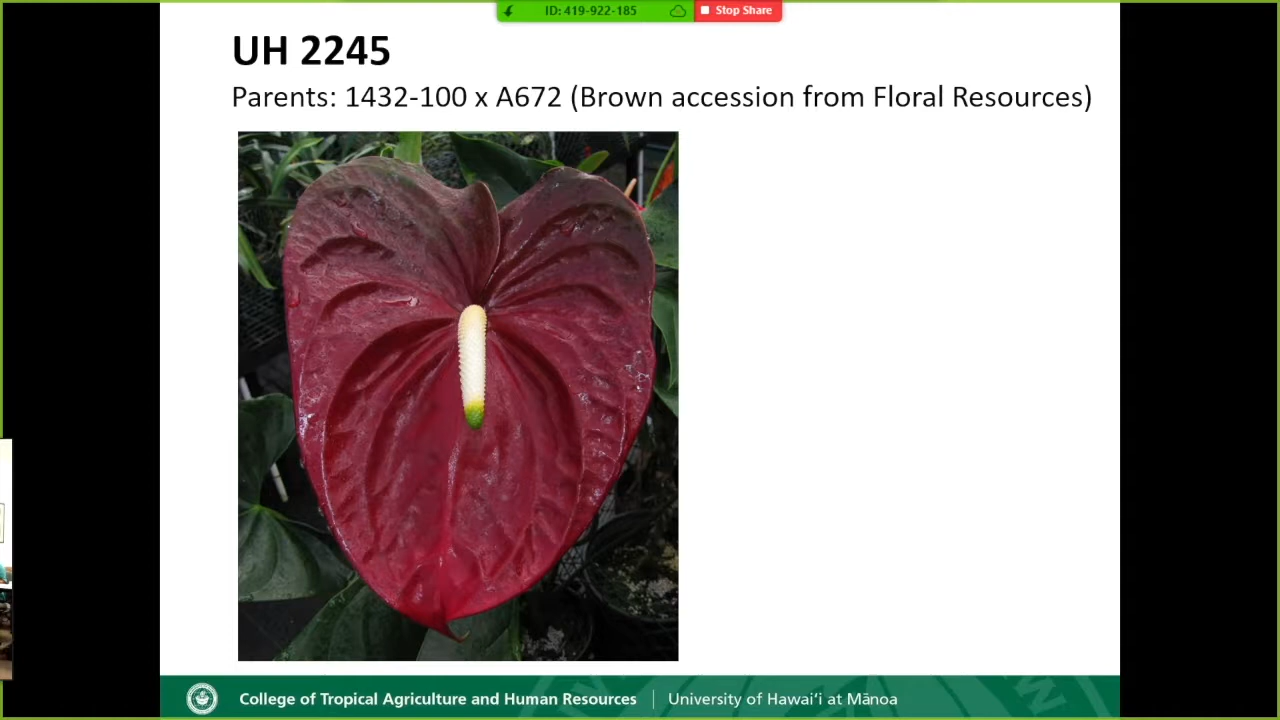 ID: 419-922-185
Stop Share
UH 2245
Parents: 1432-100 x A672 (Brown accession from Floral Resources)
College of Tropical Agriculture and Human Resources
University of Hawaiʻi at Mānoa